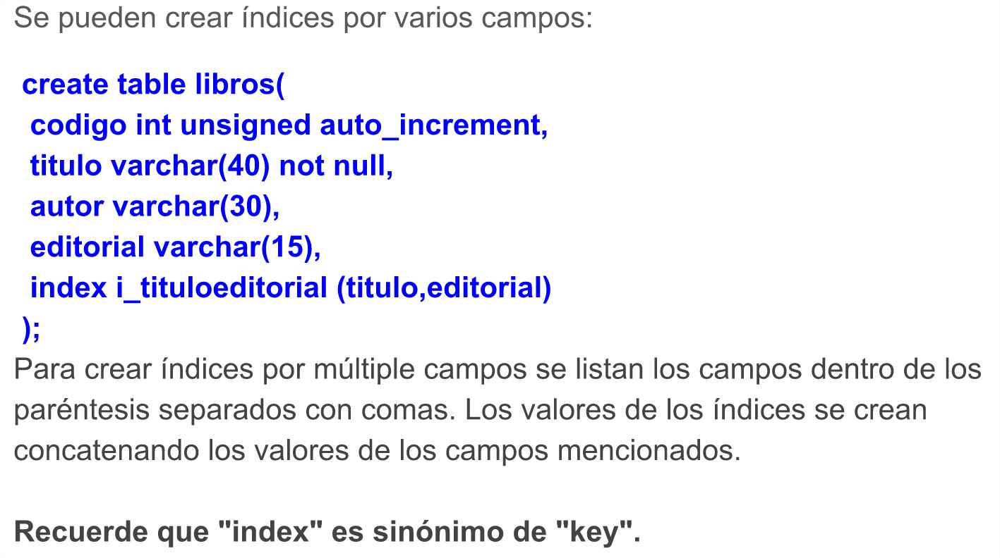 Se pueden crear índices por varios campos:
create table libros(
codigo int unsigned auto_increment,
titulo varchar(40) not null,
autor varchar(30),
editorial varchar(15),
index i_tituloeditorial (titulo,editorial)
);
Para crear índices por múltiple campos se listan los campos dentro de los
paréntesis separados con comas. Los valores de los índices se crean
concatenando los valores de los campos mencionados.
Recuerde que "index" es sinónimo de "key".